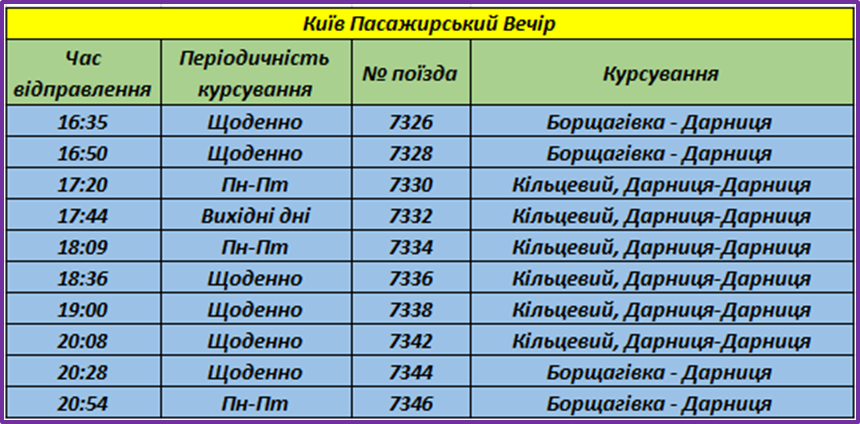 Київ Пасажирський Вечір
Час відправлення Періодичність курсування № поїзда Курсування
16:35 Щоденно 7326 Борщагівка - Дарниця
16:50 Щоденно 7328 Борщагівка - Дарниця
17:20 Пн-Пт 7330 Кільцевий, Дарниця-Дарниця
17:44 Вихідні дні 7332 Кільцевий, Дарниця-Дарниця
18:09 Пн-Пт 7334 Кільцевий, Дарниця-Дарниця
18:36 Щоденно 7336 Кільцевий, Дарниця-Дарниця
19:00 Щоденно 7338 Кільцевий, Дарниця-Дарниця
20:08 Щоденно 7342 Кільцевий, Дарниця-Дарниця
20:28 Щоденно 7344 Борщагівка - Дарниця
20:54 Пн-Пт 7346 Борщагівка - Дарниця